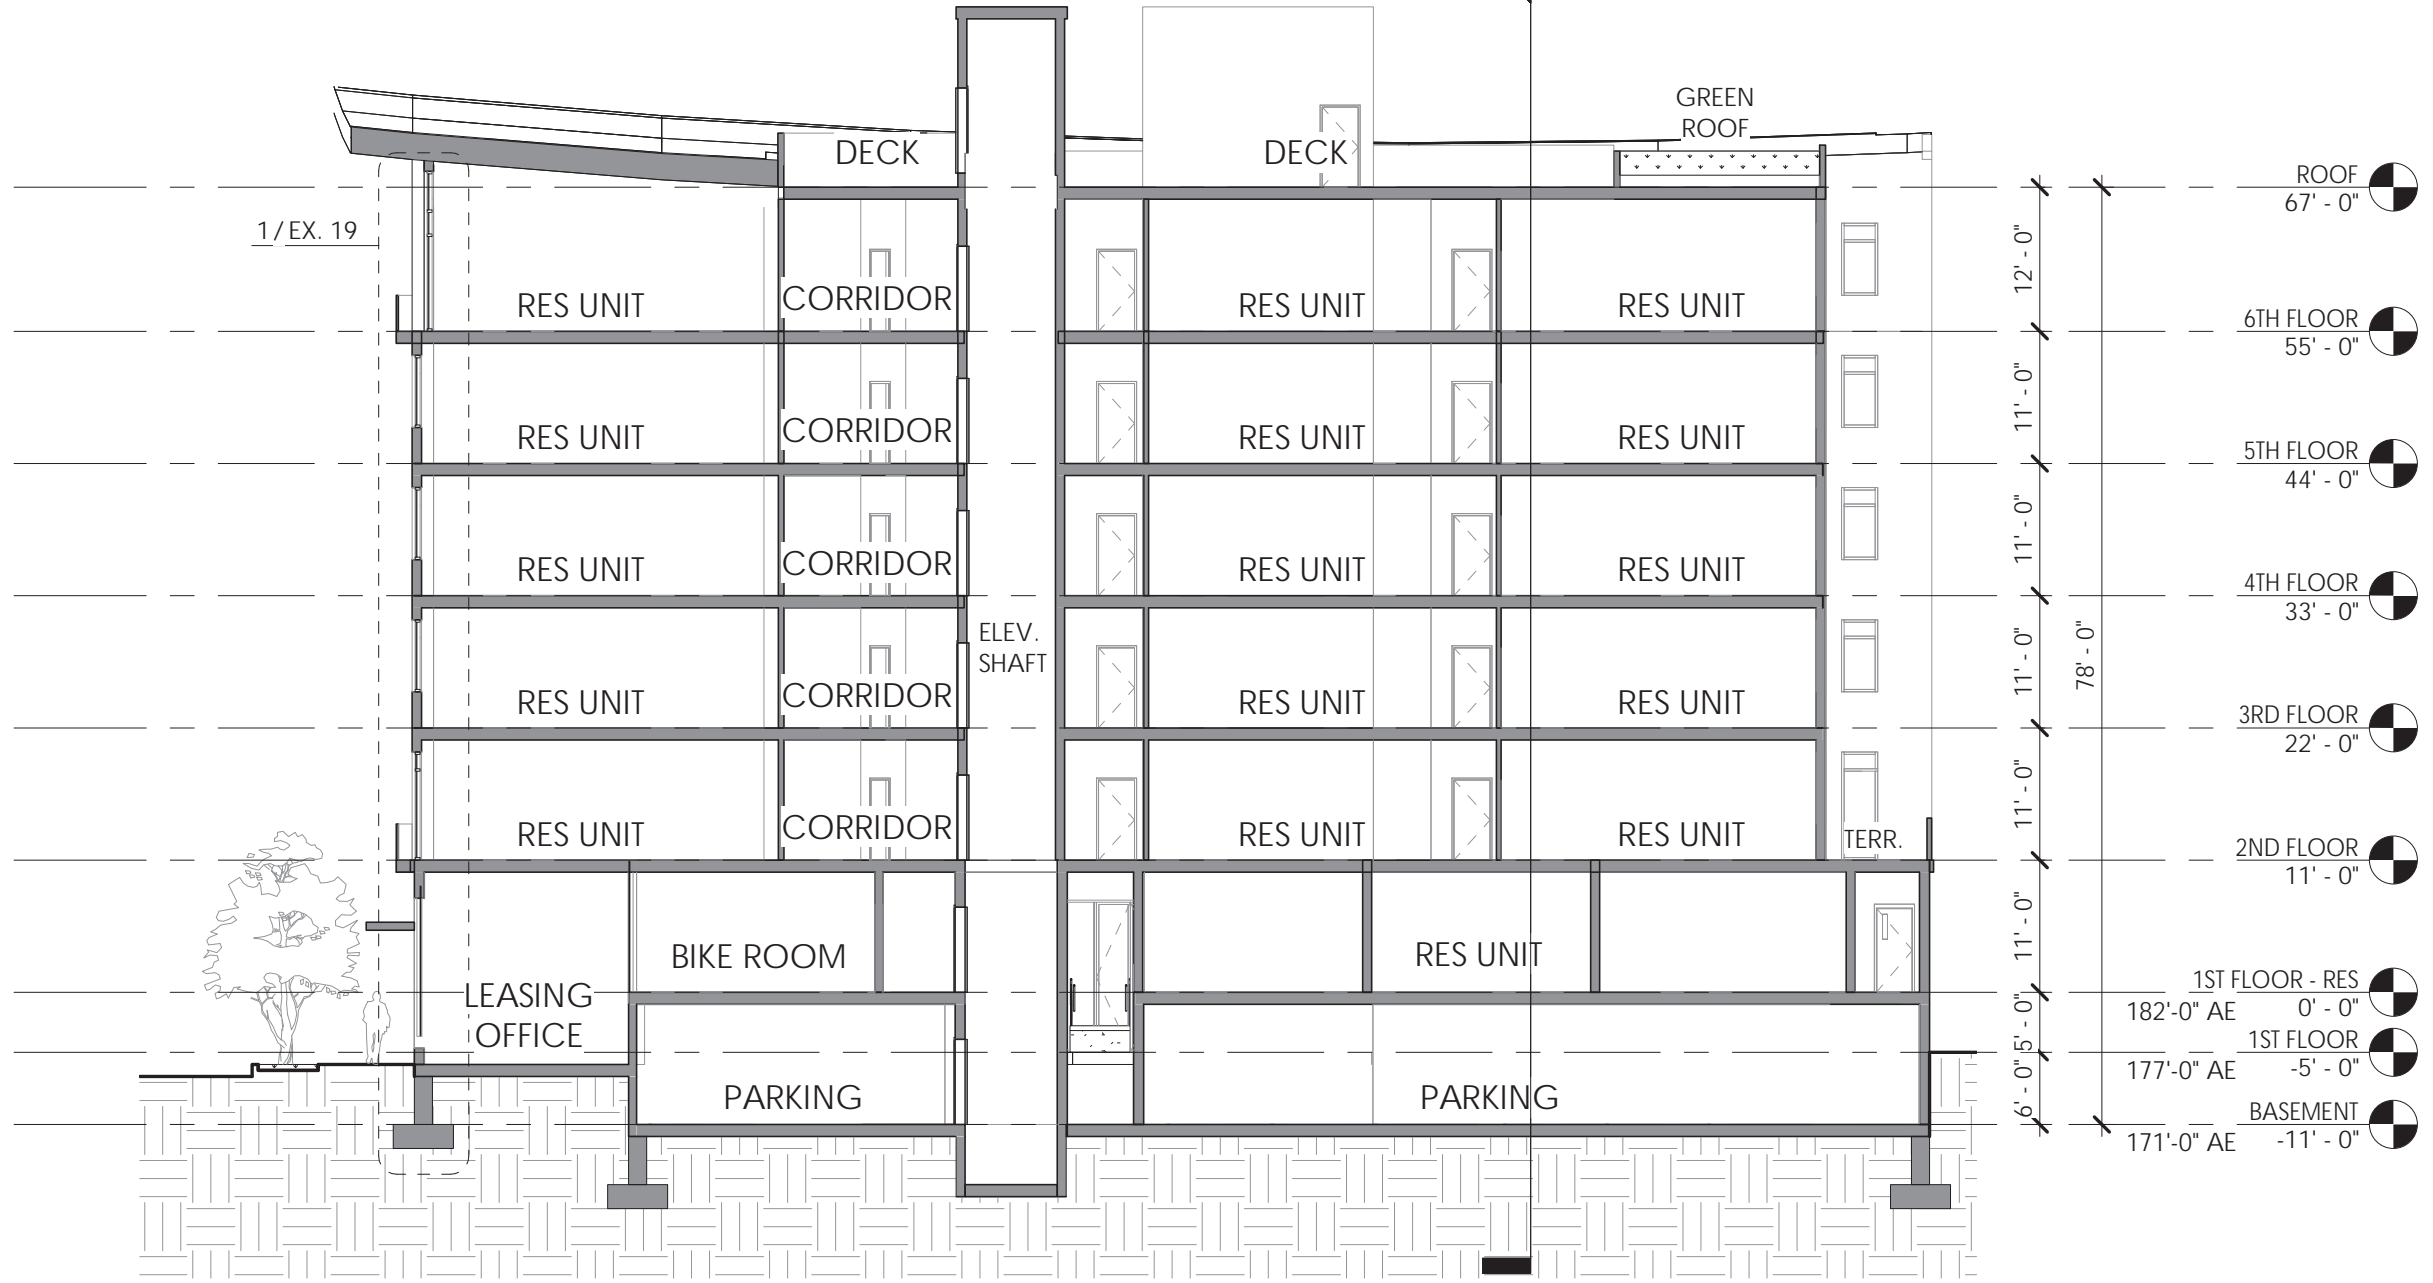 GREEN
ROOF
DECK
DECK
ROOF
67' - 0"
1/EX. 19
12' - 0"
RES UNIT
CORRIDOR
RES UNIT
RES UNIT
6TH FLOOR
55' - 0"
11' - 0"
RES UNIT
CORRIDOR
RES UNIT
RES UNIT
5TH FLOOR
44' - 0"
11' - 0"
RES UNIT
CORRIDOR
RES UNIT
RES UNIT
4TH FLOOR
33' - 0"
ELEV.
SHAFT
11' - 0"
78' - 0"
RES UNIT
CORRIDOR
RES UNIT
RES UNIT
3RD FLOOR
22' - 0"
11' - 0"
RES UNIT
CORRIDOR
RES UNIT
RES UNIT
TERR.
2ND FLOOR
11' - 0"
11' - 0"
BIKE ROOM
RES UNIT
LEASING
OFFICE
1ST FLOOR - RES
182'-0" AE 0' - 0"
5' - 0"
1ST FLOOR
177'-0" AE -5' - 0"
6' - 0"
PARKING
PARKING
BASEMENT
171'-0" AE -11' - 0"